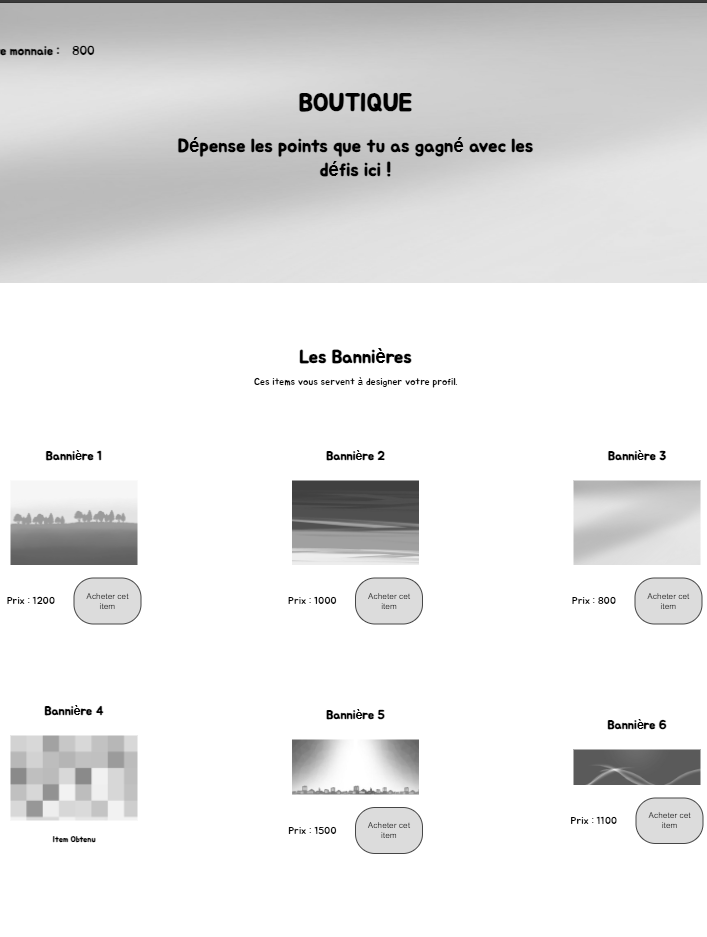 e monnaie : 800
BOUTIQUE
Dépense les points que tu as gagné avec les
défis ici !
Les Bannières
Ces items vous servent à designer votre profil.
Bannière 1
Bannière 2
Bannière 3
Prix : 1200
Acheter cet
item
Prix : 1000
Acheter cet
item
Prix : 800
Acheter cet
item
Bannière 4
Bannière 5
Bannière 6
Item Obtenu
Prix : 1500
Acheter cet
item
Prix : 1100
Acheter cet
item